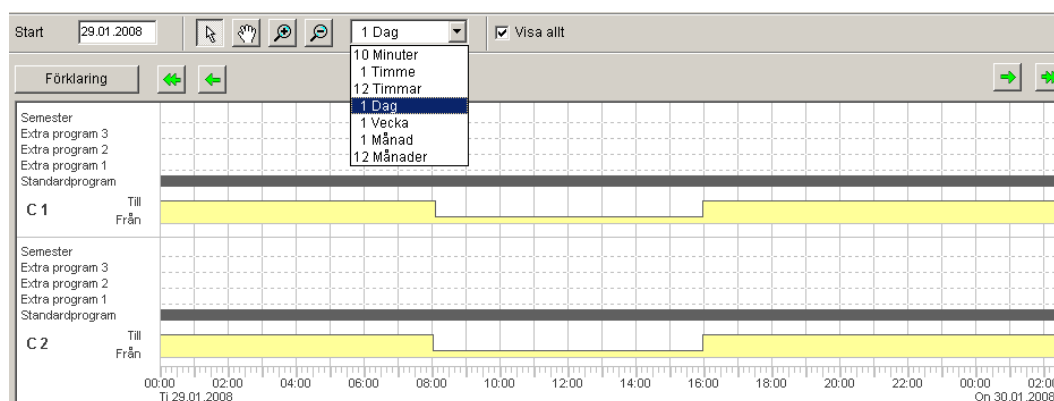 Start 29.01.2008 1 Dag Visa allt
10 Minuter
1 Timme
12 Timmar
1 Dag
1 Vecka
1 Månad
12 Månader
Förklaring
Semester
Extra program 3
Extra program 2
Extra program 1
Standardprogram
C 1 Till
Från
Semester
Extra program 3
Extra program 2
Extra program 1
Standardprogram
C 2 Till
Från
00:00 02:00 04:00 06:00 08:00 10:00 12:00 14:00 16:00 18:00 20:00 22:00 00:00 02:00
Ti 29.01.2008 On 30.01.2008